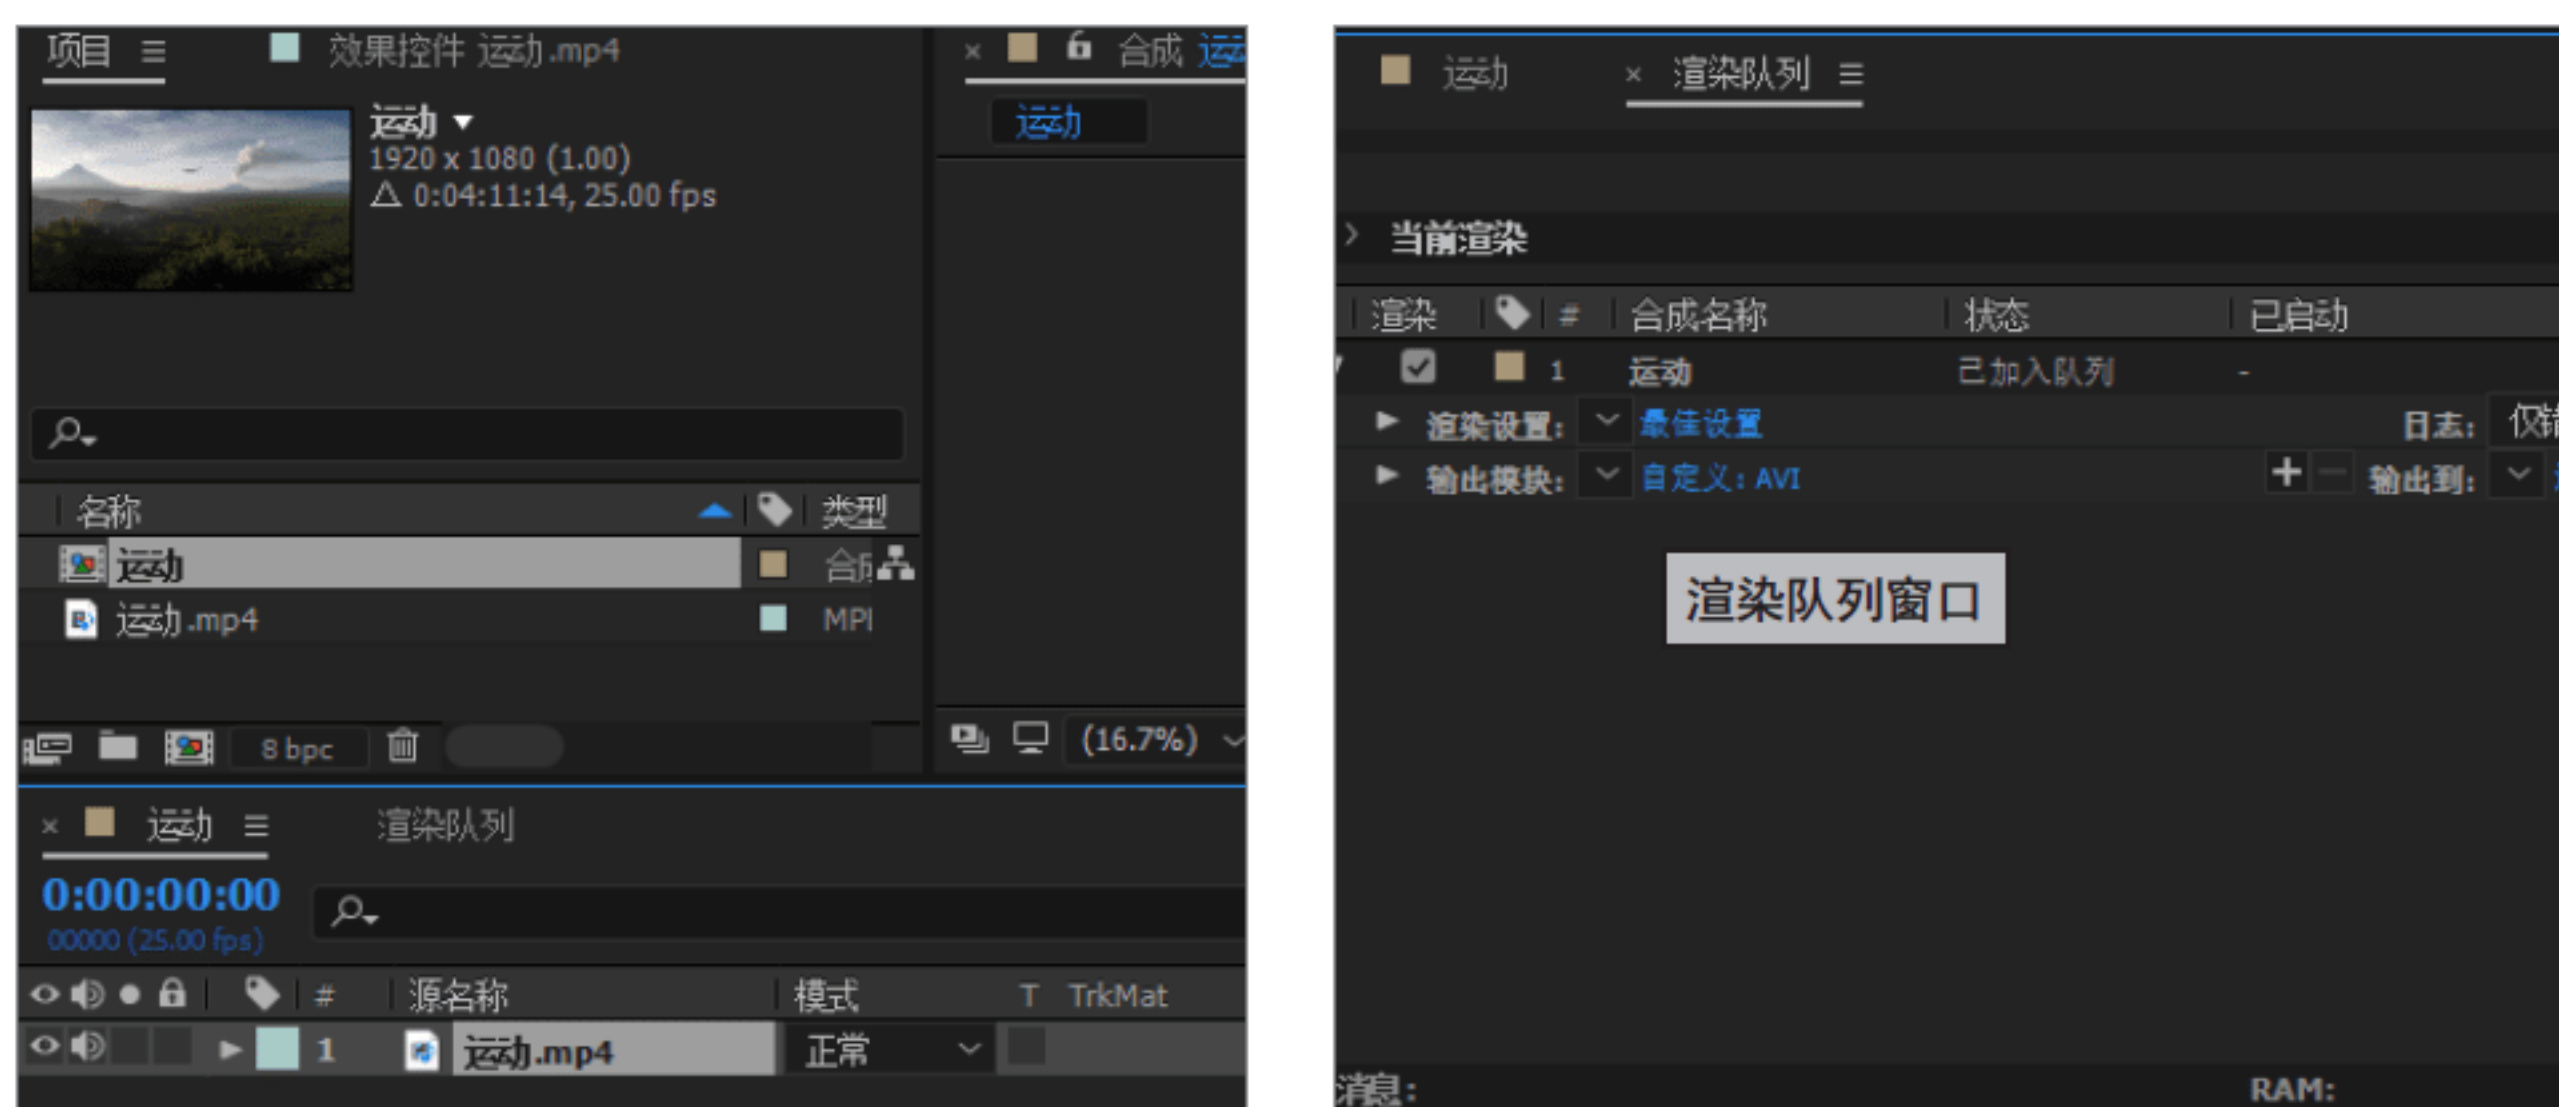 项目
效果控件 运动.mp4
合成
运动
1920 x 1080 (1.00)
Δ 0:04:11:14, 25.00 fps
运动
名称
类型
运动
运动.mp4
8 bpc
(16.7%)
运动
渲染队列
0:00:00:00
00000 (25.00 fps)
# 源名称 模式 T TrkMat
1 运动.mp4 正常
运动
渲染队列
当前渲染
渲染 # 合成名称 状态 已启动
1 运动 已加入队列 -
渲染设置: 最佳设置 日志:
输出模块: 自定义: AVI 输出到:
渲染队列窗口
消息: RAM: